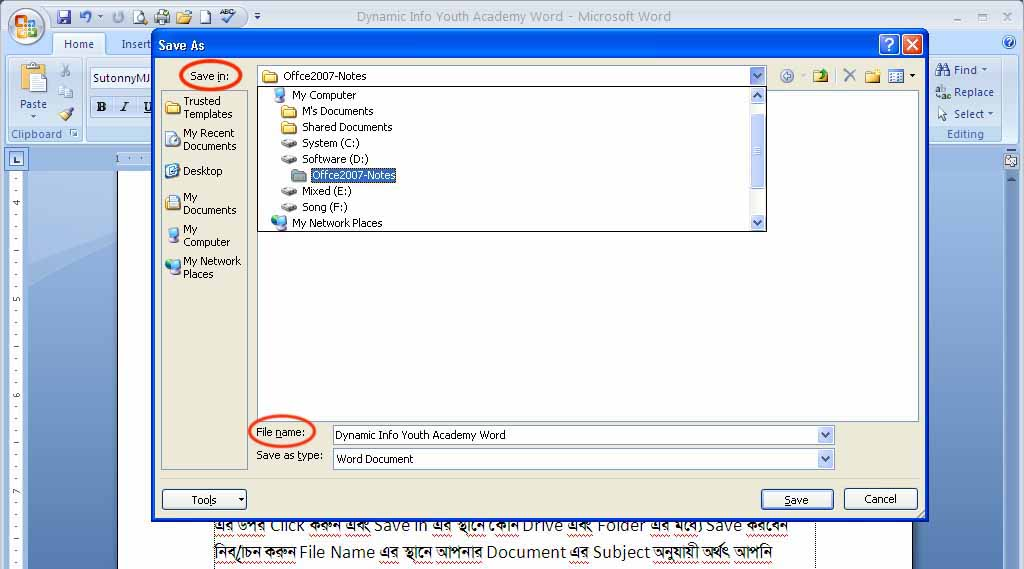 Dynamic Info Youth Academy Word - Microsoft Word
Home
Insert
Save As
Paste
Clipboard
SutonnyMJ
B I U
Find
Replace
Select
Editing
Save in:
Offce2007-Notes
My Computer
M's Documents
Shared Documents
System (C:)
Software (D:)
Offce2007-Notes
Mixed (E:)
Song (F:)
My Network Places
Trusted
Templates
My Recent
Documents
Desktop
My
Documents
My
Computer
My Network
Places
File name:
Dynamic Info Youth Academy Word
Save as type:
Word Document
Tools
Save
Cancel
এর উপর Click করুন এবং Save in এর স্থানে কোন Drive এবং Folder এর মধ্যে Save করবেন
নির্বাচন করুন File Name এর স্থানে আপনার Document এর Subject অনুযায়ী অর্থৎ আপনি